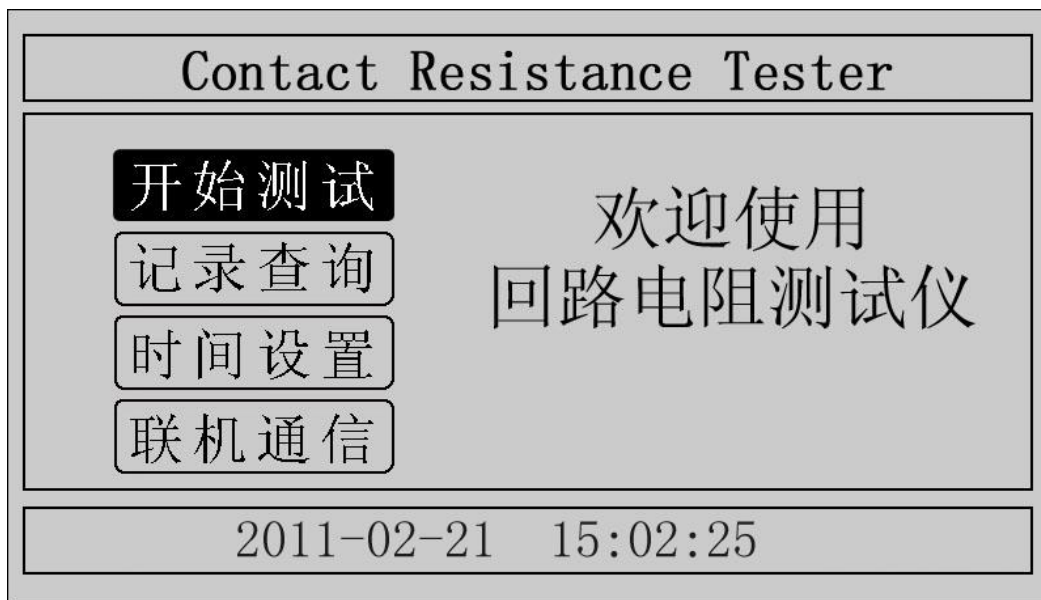 Contact Resistance Tester
开始测试
记录查询
时间设置
联机通信
欢迎使用
回路电阻测试仪
2011-02-21 15:02:25